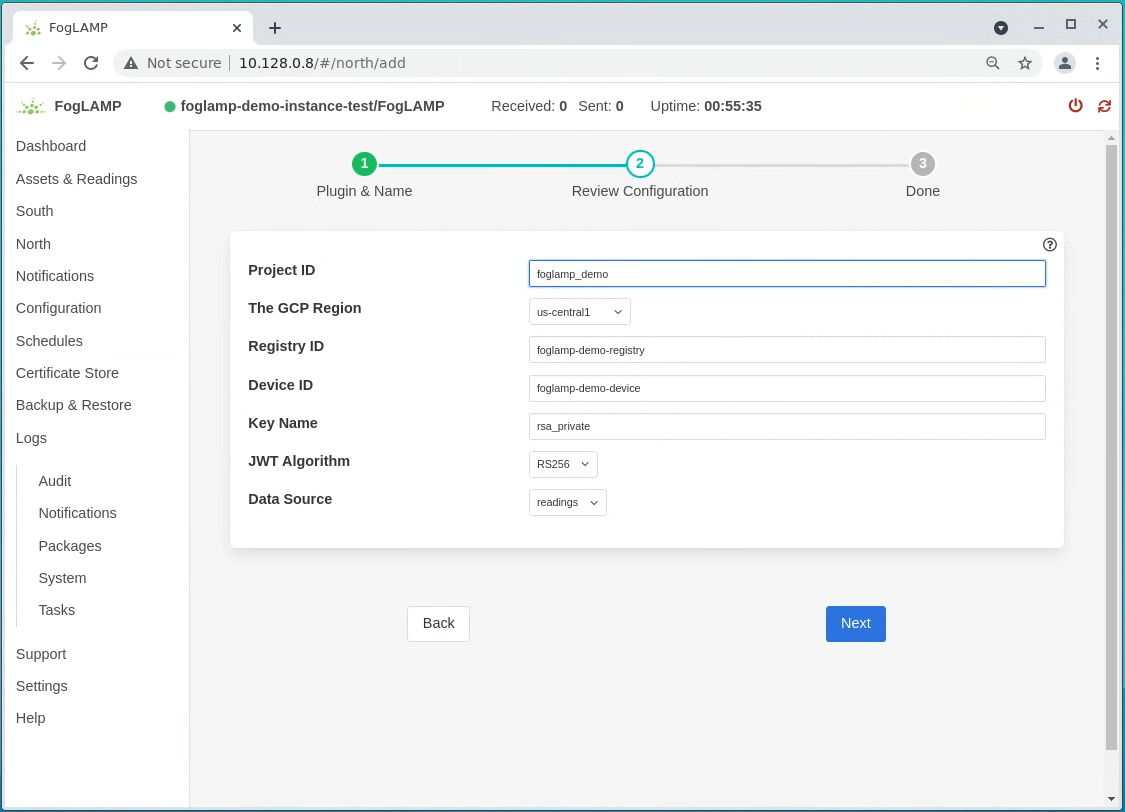 FogLAMP
Not secure 10.128.0.8/#/north/add
FogLAMP foglamp-demo-instance-test/FogLAMP Received: 0 Sent: 0 Uptime: 00:55:35
Dashboard
Assets & Readings
South
North
Notifications
Configuration
Schedules
Certificate Store
Backup & Restore
Logs
Audit
Notifications
Packages
System
Tasks
Support
Settings
Help
1 2 3
Plugin & Name Review Configuration Done
?
Project ID foglamp_demo
The GCP Region us-central1
Registry ID foglamp-demo-registry
Device ID foglamp-demo-device
Key Name rsa_private
JWT Algorithm RS256
Data Source readings
Back Next